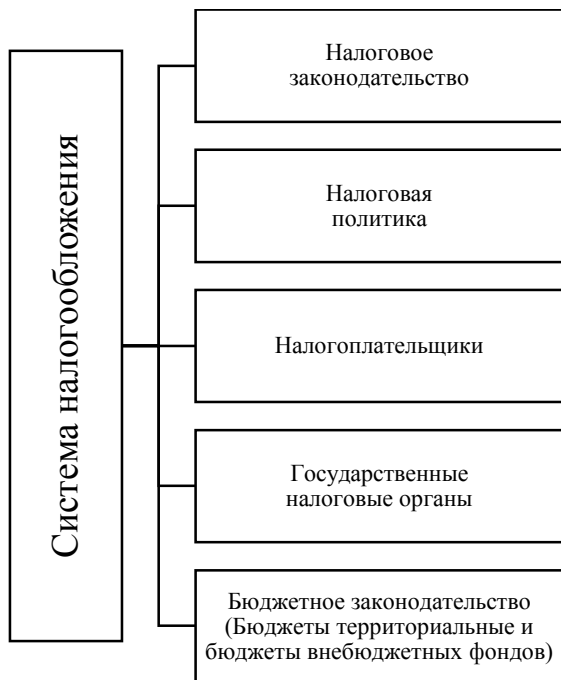 Система налогообложения
Налоговое
законодательство
Налоговая
политика
Налогоплательщики
Государственные
налоговые органы
Бюджетное законодательство
(Бюджеты территориальные и
бюджеты внебюджетных фондов)